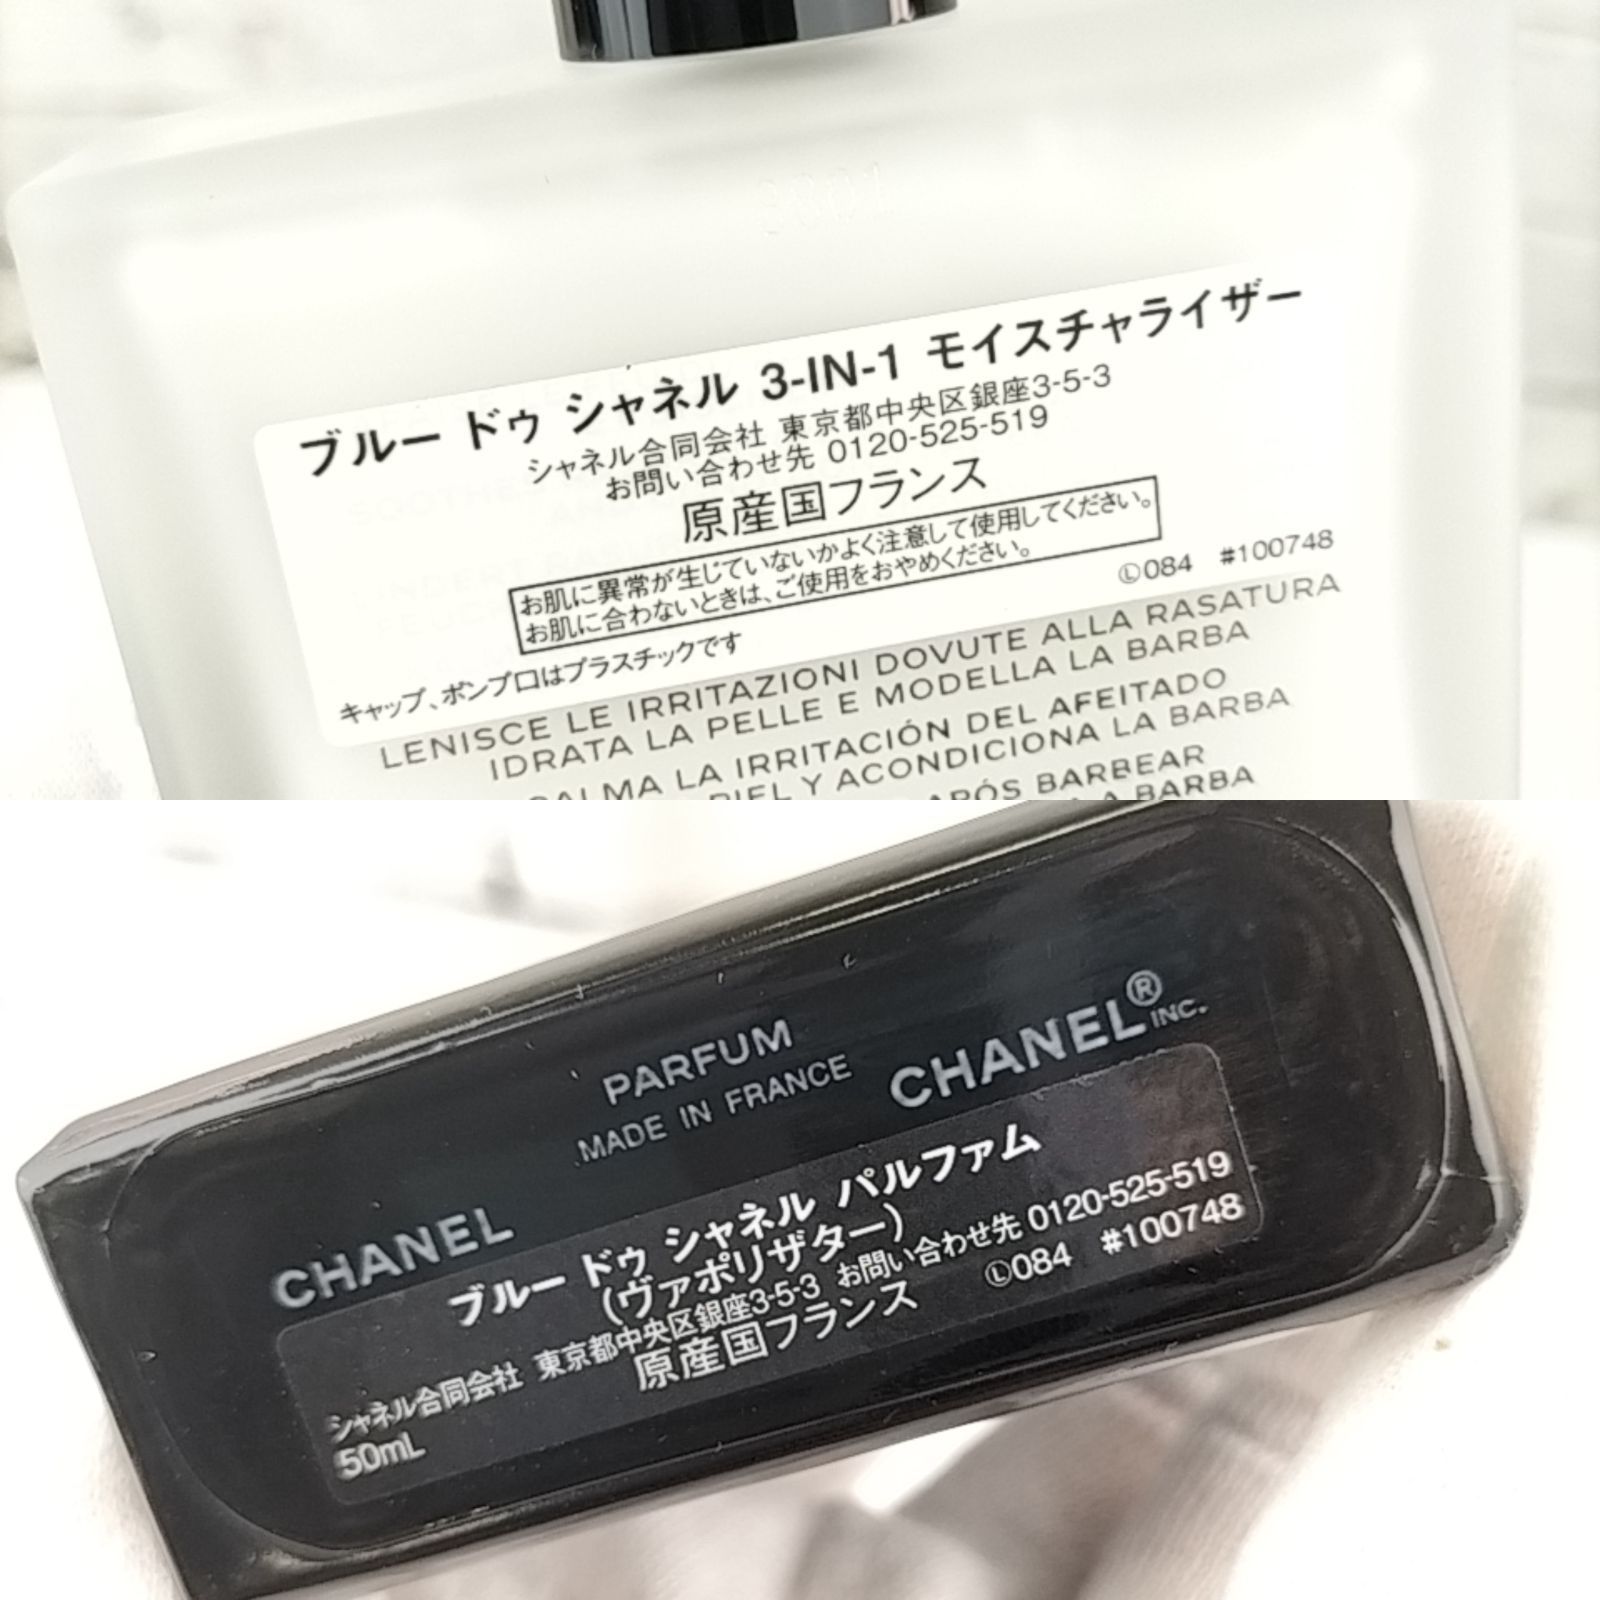 ブルー ドゥ シャネル 3-IN-1 モイスチャライザー
シャネル合同会社 東京都中央区銀座3-5-3
お問い合わせ先 0120-525-519
原産国フランス
お肌に異常が生じていないかよく注意して使用してください。
お肌に合わないときは、ご使用をおやめください。
Ⓛ084 #100748
キャップ、ポンプ口はプラスチックです
LENISCE LE IRRITAZIONI DOVUTE ALLA RASATURA
IDRATA LA PELLE E MODELLA LA BARBA
CALMA LA IRRITACIÓN DEL AFEITADO
PIEL Y ACONDICIONA LA BARBA
APÓS BARBEAR
A BARBA
PARFUM
MADE IN FRANCE
CHANEL
CHANEL® INC.
ブルー ドゥ シャネル パルファム
(ヴァポリザター)
シャネル合同会社 東京都中央区銀座3-5-3 お問い合わせ先 0120-525-519
50mL 原産国フランス Ⓛ084 #100748